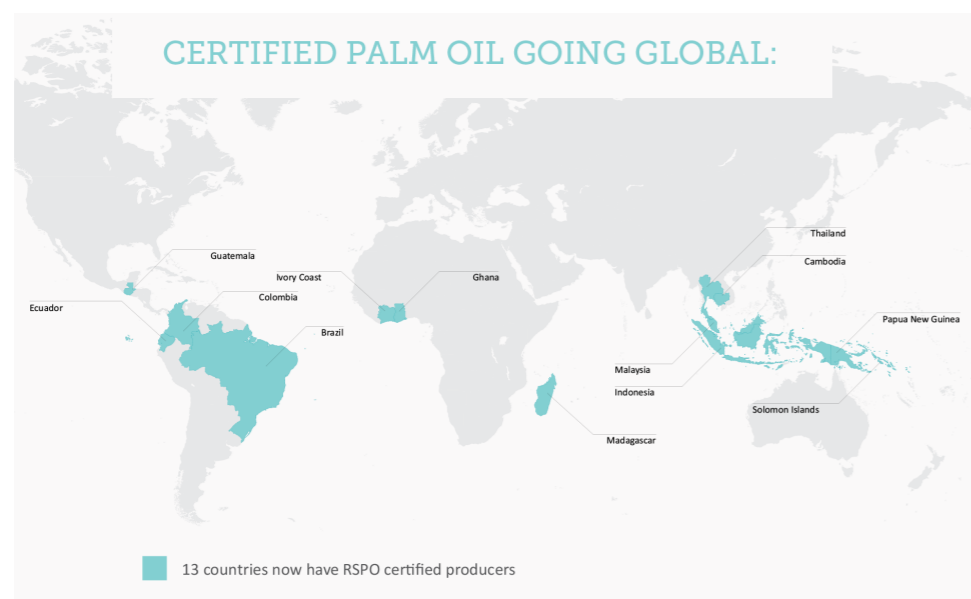 CERTIFIED PALM OIL GOING GLOBAL:
Thailand
Guatemala
Cambodia
Ivory Coast
Ghana
Colombia
Ecuador
Papua New Guinea
Brazil
Malaysia
Indonesia
Solomon Islands
Madagascar
13 countries now have RSPO certified producers